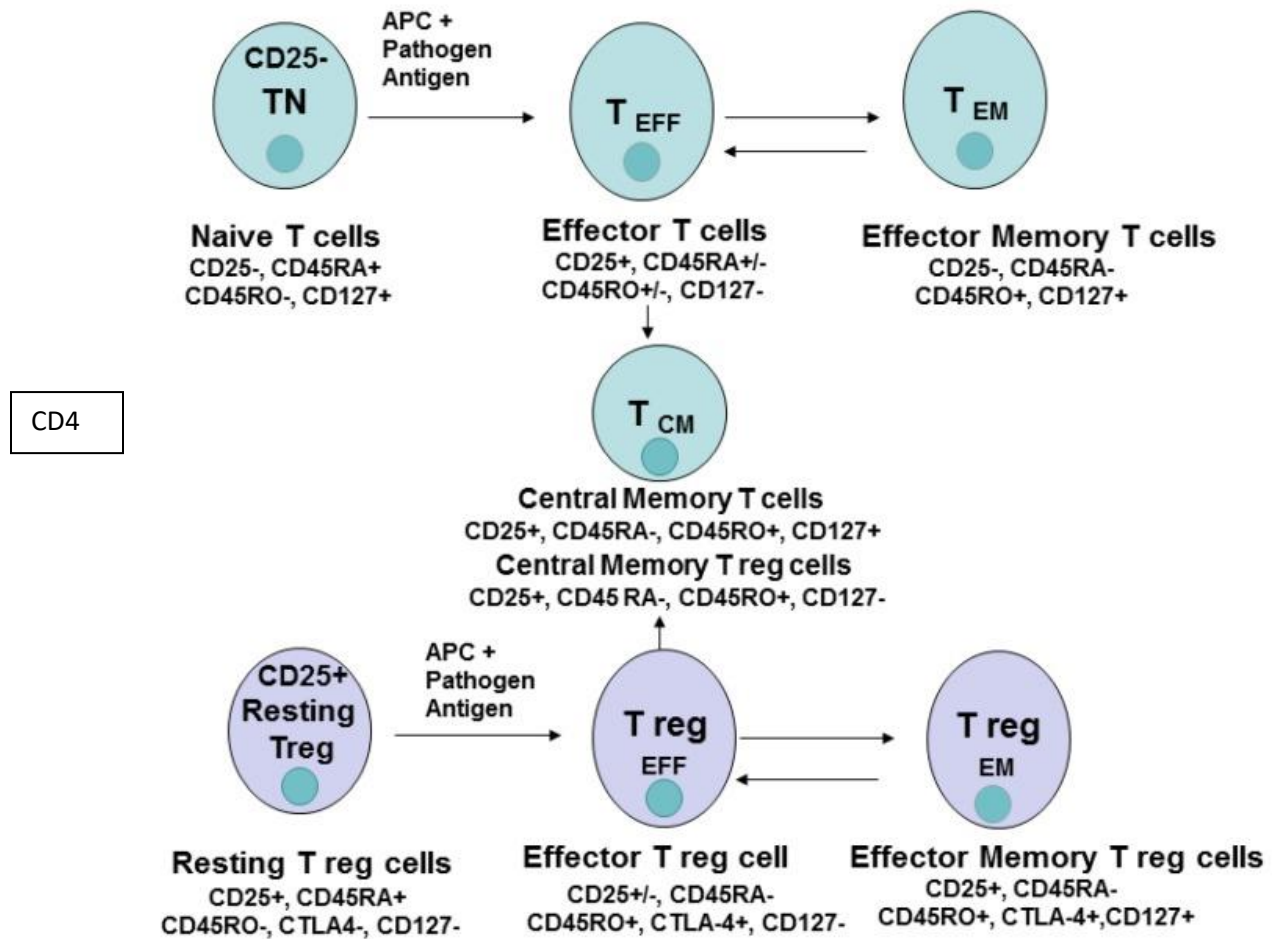 CD25-
TN
APC +
Pathogen
Antigen
T EFF
T EM
Naive T cells
CD25-, CD45RA+
CD45RO-, CD127+
Effector T cells
CD25+, CD45RA+/-
CD45RO+/-, CD127-
Effector Memory T cells
CD25-, CD45RA-
CD45RO+, CD127+
CD4
T CM
Central Memory T cells
CD25+, CD45RA-, CD45RO+, CD127+
Central Memory T reg cells
CD25+, CD45 RA-, CD45RO+, CD127-
CD25+
Resting
Treg
APC +
Pathogen
Antigen
T reg
EFF
T reg
EM
Resting T reg cells
CD25+, CD45RA+
CD45RO-, CTLA4-, CD127-
Effector T reg cell
CD25+/-, CD45RA-
CD45RO+, CTLA-4+, CD127-
Effector Memory T reg cells
CD25+, CD45RA-
CD45RO+, CTLA-4+,CD127+